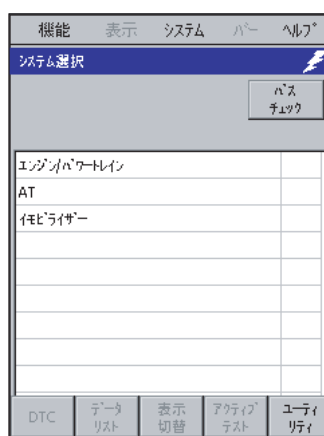 機能 表示 システム バー ヘルプ
システム選択
バス
チェック
エンジン/パワートレイン
AT
イモビライザー
DTC データ 表示 アクティブ ユーティ
リスト 切替 テスト リティ